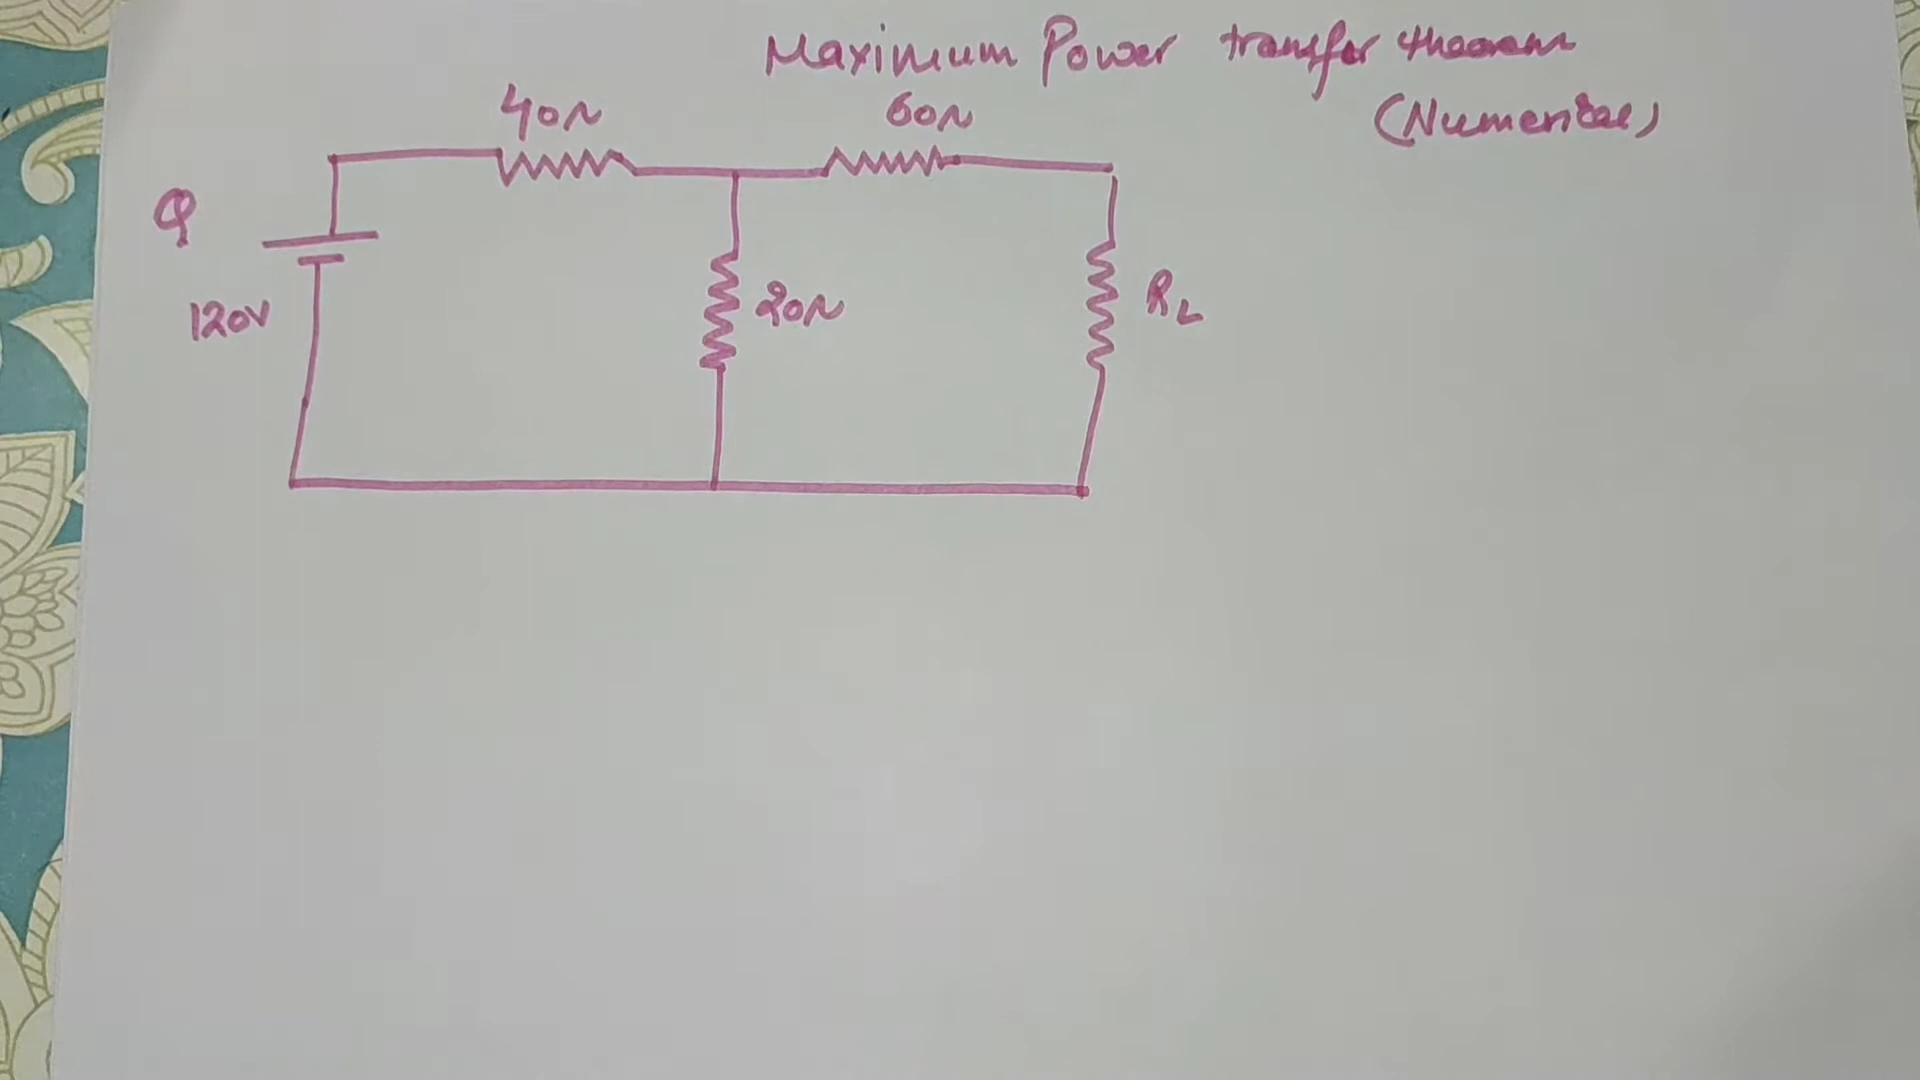 Maximum Power transfer theorem
(Numerical)
40Ω
60Ω
Q
120V
20Ω
RL